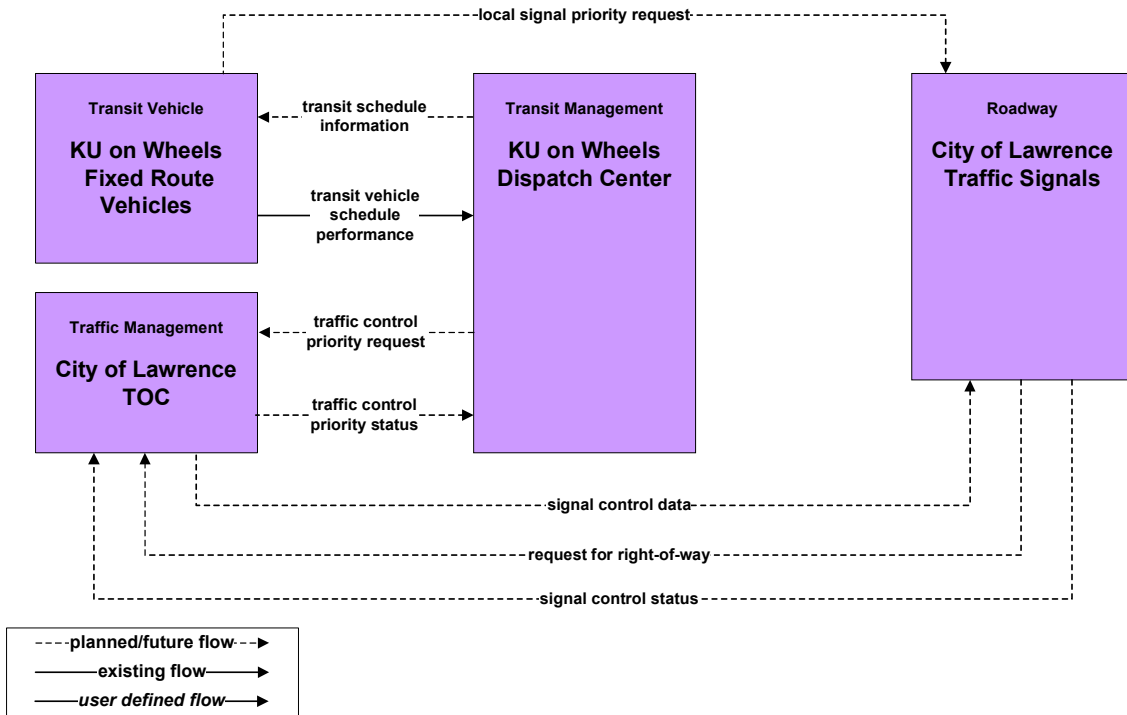 local signal priority request
Transit Vehicle
KU on Wheels
Fixed Route
Vehicles
transit schedule
information
transit vehicle
schedule
performance
Transit Management
KU on Wheels
Dispatch Center
Roadway
City of Lawrence
Traffic Signals
Traffic Management
City of Lawrence
TOC
traffic control
priority request
traffic control
priority status
signal control data
request for right-of-way
signal control status
planned/future flow
existing flow
user defined flow